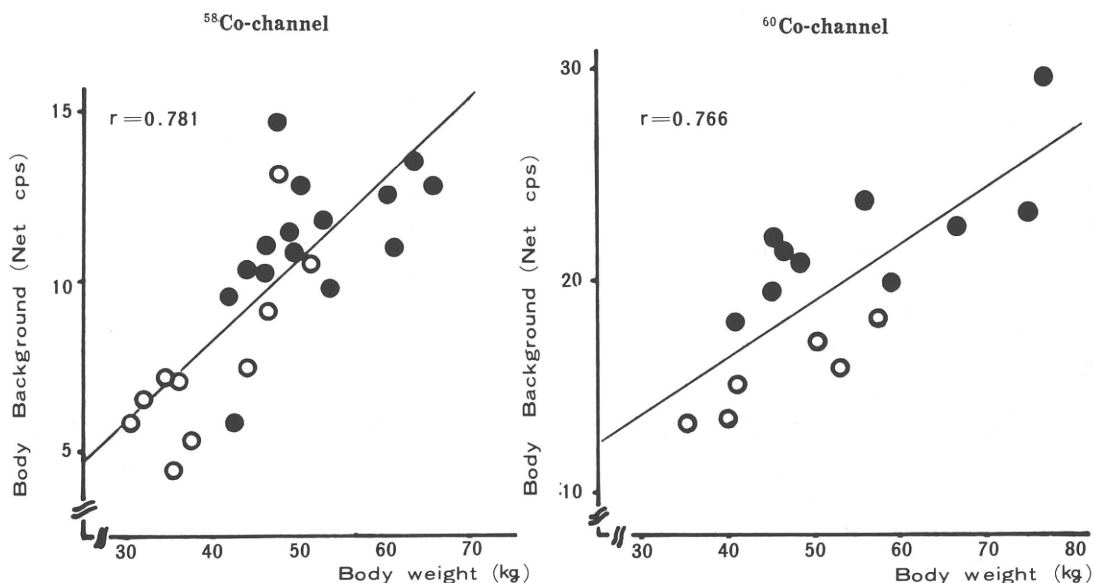 ⁵⁸Co-channel
r=0.781
15
10
5
Body Background (Net cps)
30 40 50 60 70
Body weight (kg)
⁶⁰Co-channel
r=0.766
30
20
10
Body Background (Net cps)
30 40 50 60 70 80
Body weight (kg)